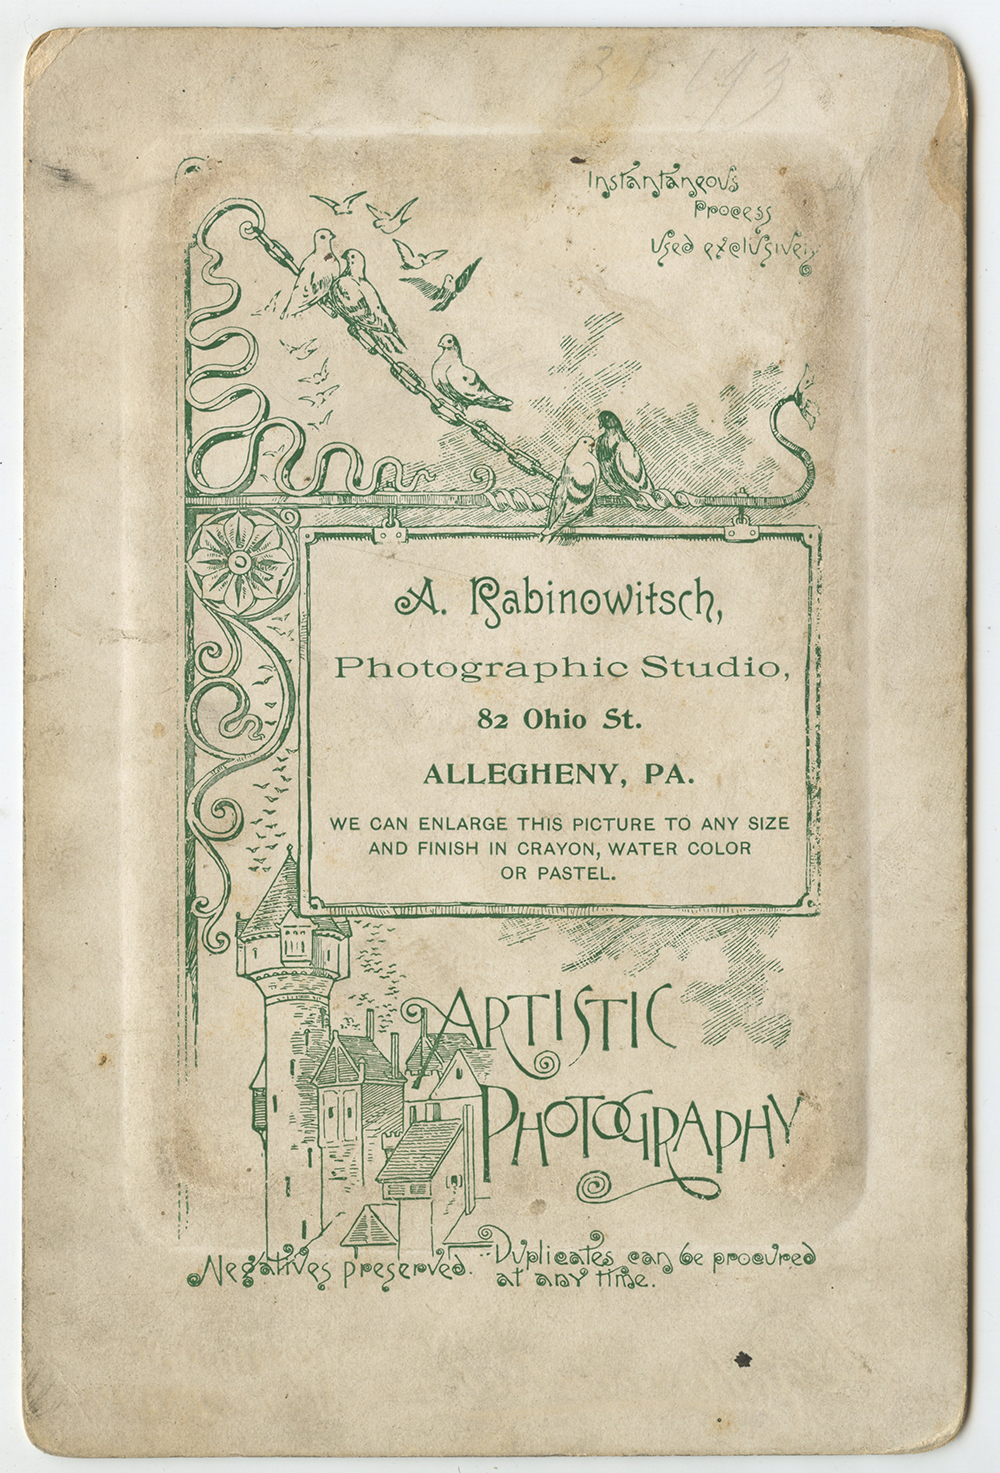 Instantaneous
Process
Used exclusively
A. Rabinowitsch,
Photographic Studio,
82 Ohio St.
ALLEGHENY, PA.
WE CAN ENLARGE THIS PICTURE TO ANY SIZE
AND FINISH IN CRAYON, WATER COLOR
OR PASTEL.
ARTISTIC
PHOTOGRAPHY
Negatives preserved. Duplicates can be procured
at any time.